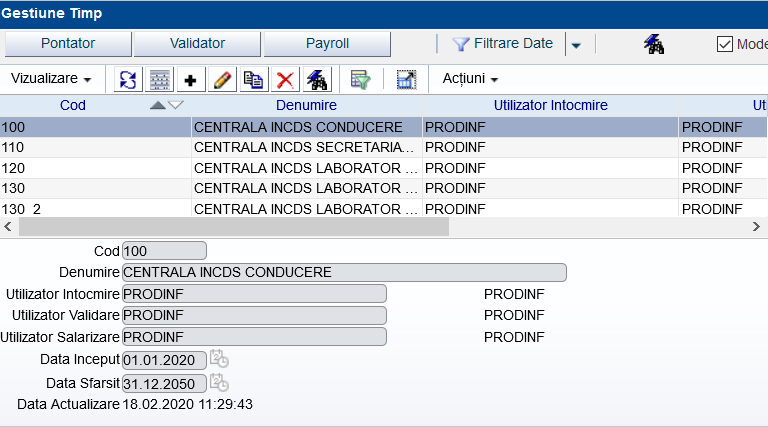 Gestiune Timp
Pontator Validator Payroll Filtrare Date Mode
Vizualizare Acțiuni
Cod Denumire Utilizator Intocmire Ut
100 CENTRALA INCDS CONDUCERE PRODINF PRODINF
110 CENTRALA INCDS SECRETARIA... PRODINF PRODINF
120 CENTRALA INCDS LABORATOR ... PRODINF PRODINF
130 CENTRALA INCDS LABORATOR ... PRODINF PRODINF
130 2 CENTRALA INCDS LABORATOR ... PRODINF PRODINF
Cod 100
Denumire CENTRALA INCDS CONDUCERE
Utilizator Intocmire PRODINF PRODINF
Utilizator Validare PRODINF PRODINF
Utilizator Salarizare PRODINF PRODINF
Data Inceput 01.01.2020
Data Sfarsit 31.12.2050
Data Actualizare 18.02.2020 11:29:43